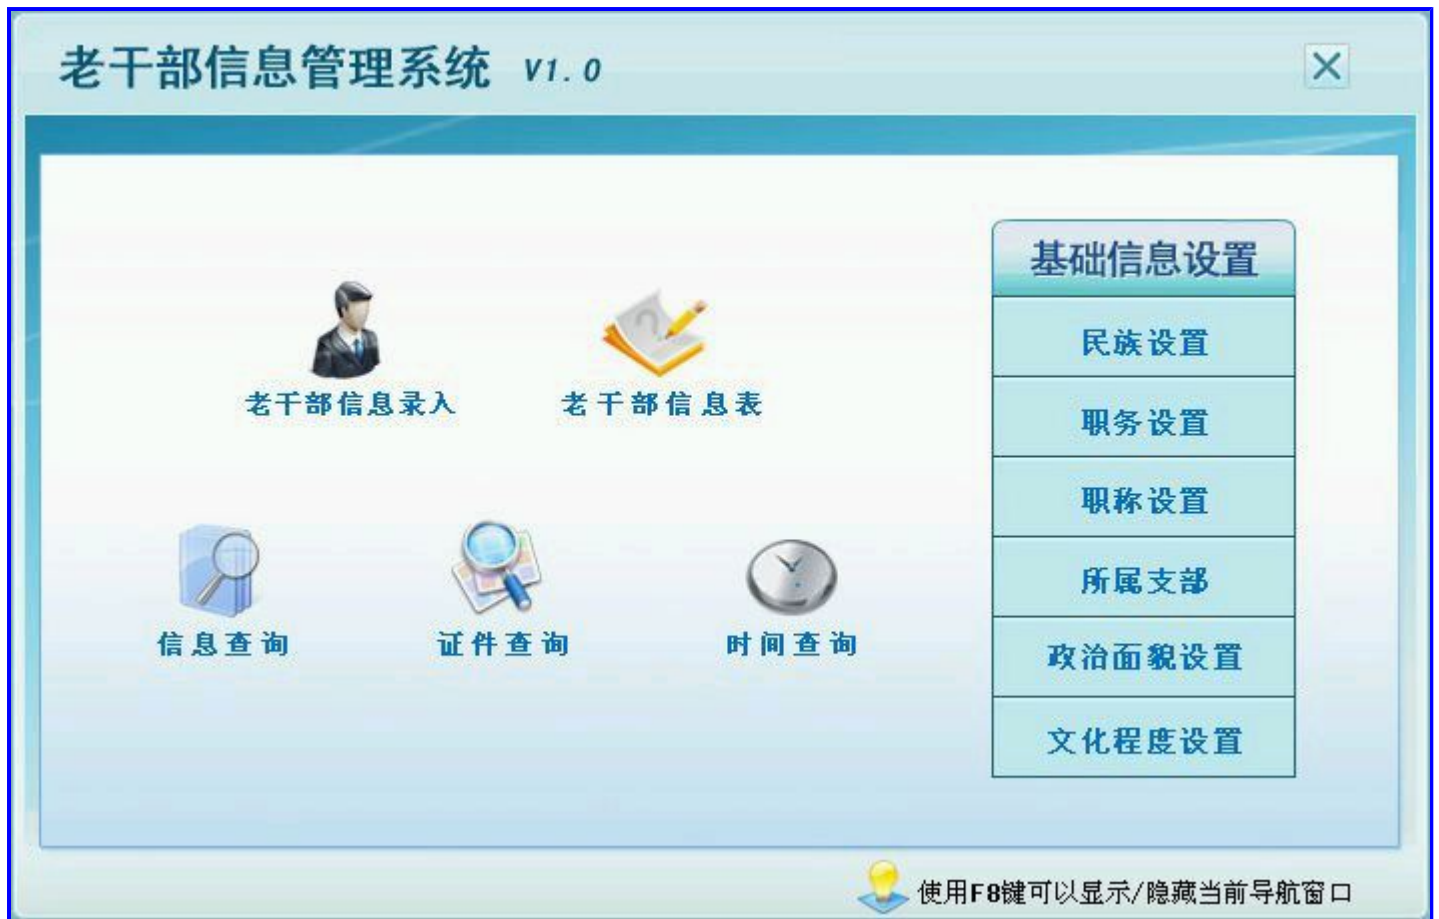 老干部信息管理系统 V1.0
老干部信息录入 老干部信息表
信息查询 证件查询 时间查询
基础信息设置
民族设置
职务设置
职称设置
所属支部
政治面貌设置
文化程度设置
使用F8键可以显示/隐藏当前导航窗口